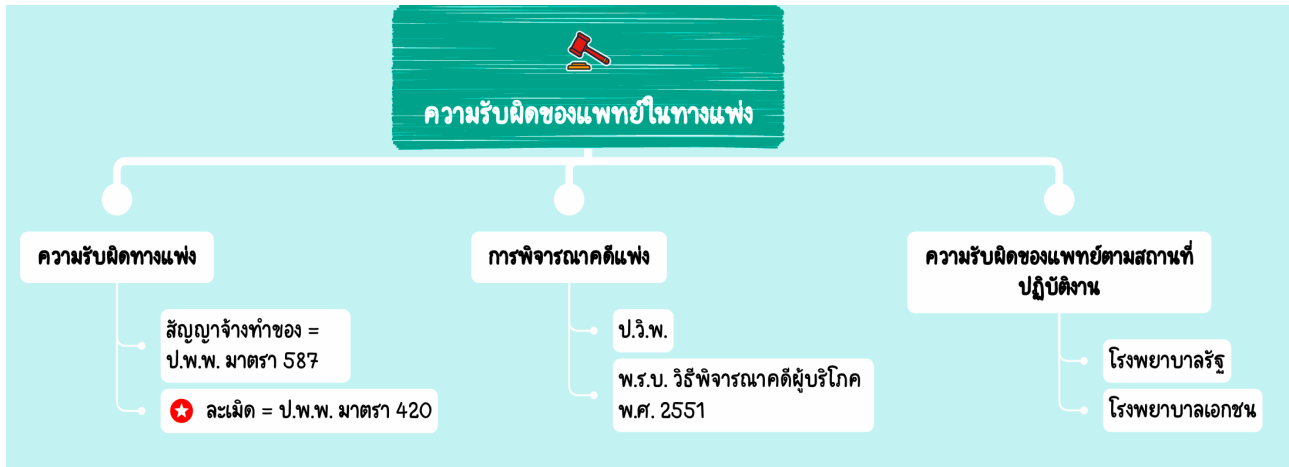 ความรับผิดของแพทย์ในทางแพ่ง
ความรับผิดทางแพ่ง
สัญญาจ้างทำของ =
ป.พ.พ. มาตรา 587
ละเมิด = ป.พ.พ. มาตรา 420
การพิจารณาคดีแพ่ง
ป.วิ.พ.
พ.ร.บ. วิธีพิจารณาคดีผู้บริโภค
พ.ศ. 2551
ความรับผิดของแพทย์ตามสถานที่
ปฏิบัติงาน
โรงพยาบาลรัฐ
โรงพยาบาลเอกชน